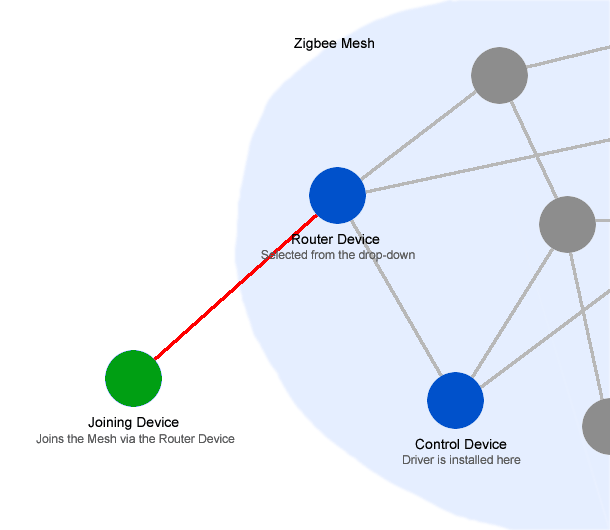 Zigbee Mesh
Router Device
Selected from the drop-down
Joining Device
Joins the Mesh via the Router Device
Control Device
Driver is installed here